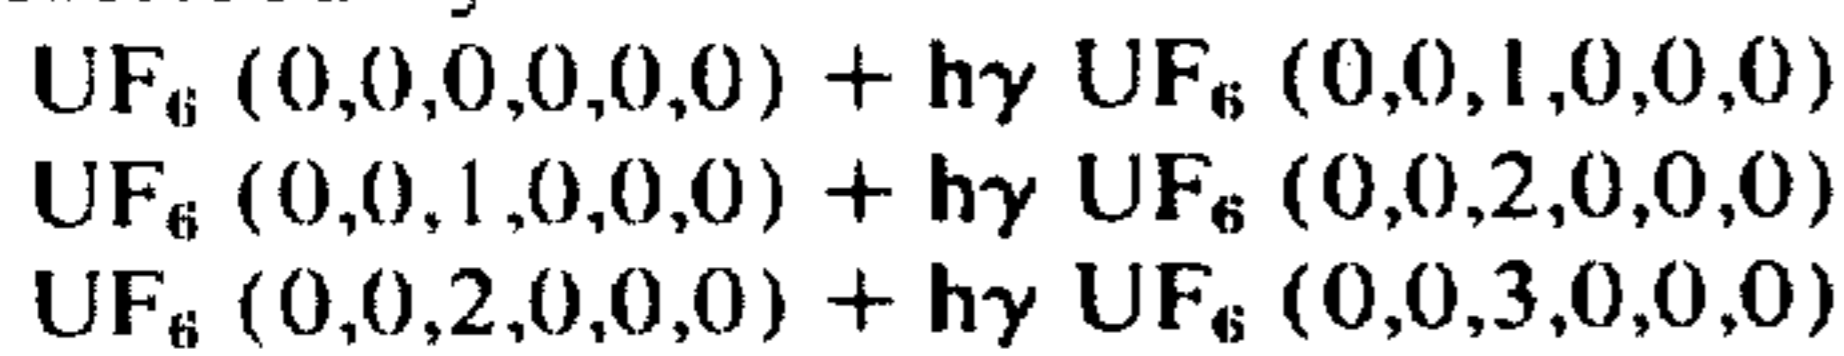 UF₆ (0,0,0,0,0,0) + hγ UF₆ (0,0,1,0,0,0)
UF₆ (0,0,1,0,0,0) + hγ UF₆ (0,0,2,0,0,0)
UF₆ (0,0,2,0,0,0) + hγ UF₆ (0,0,3,0,0,0)